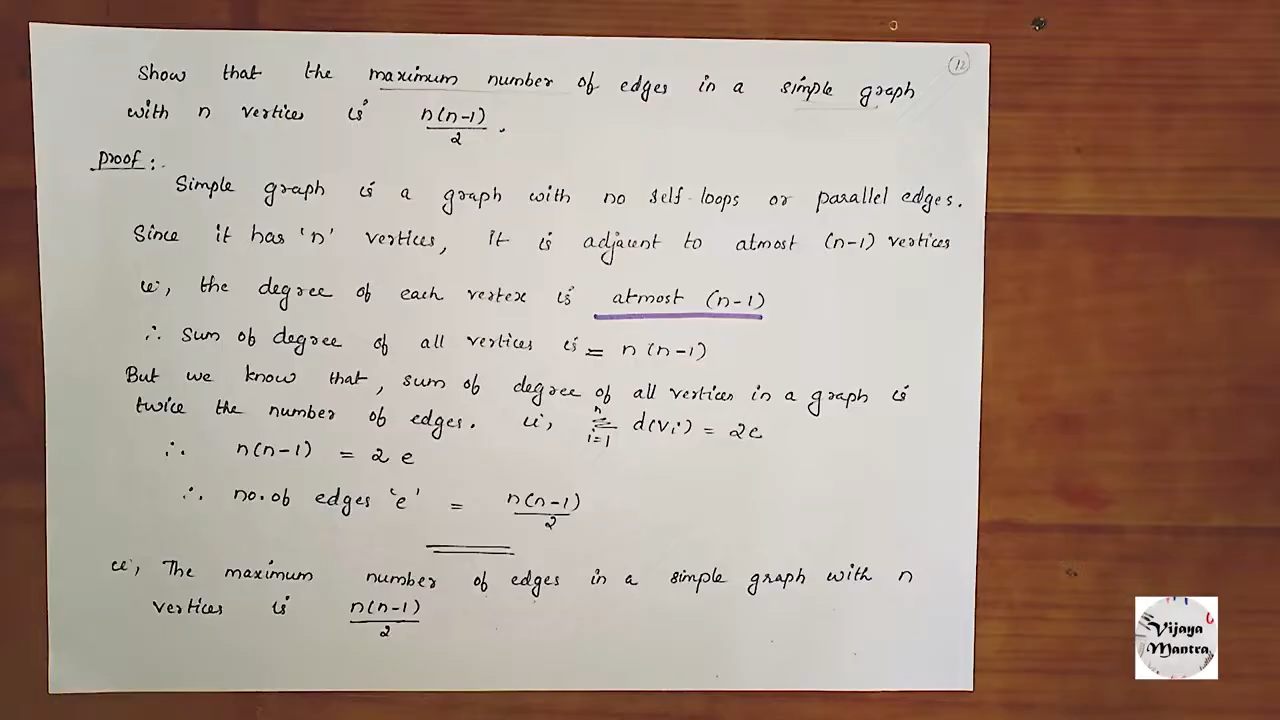 12
Show that the maximum number of edges in a simple graph
with n vertices is n(n-1)/2.
Proof:-
Simple graph is a graph with no self-loops or parallel edges.
Since it has 'n' vertices, It is adjacent to atmost (n-1) vertices
ie, the degree of each vertex is atmost (n-1)
∴ sum of degree of all vertices is = n(n-1)
But we know that, sum of degree of all vertices in a graph is
twice the number of edges. ie, n Σ i=1 d(vi) = 2e
∴ n(n-1) = 2e
∴ no. of edges 'e' = n(n-1)/2
ie, The maximum number of edges in a simple graph with n
vertices is n(n-1)/2
Vijaya
Mantra